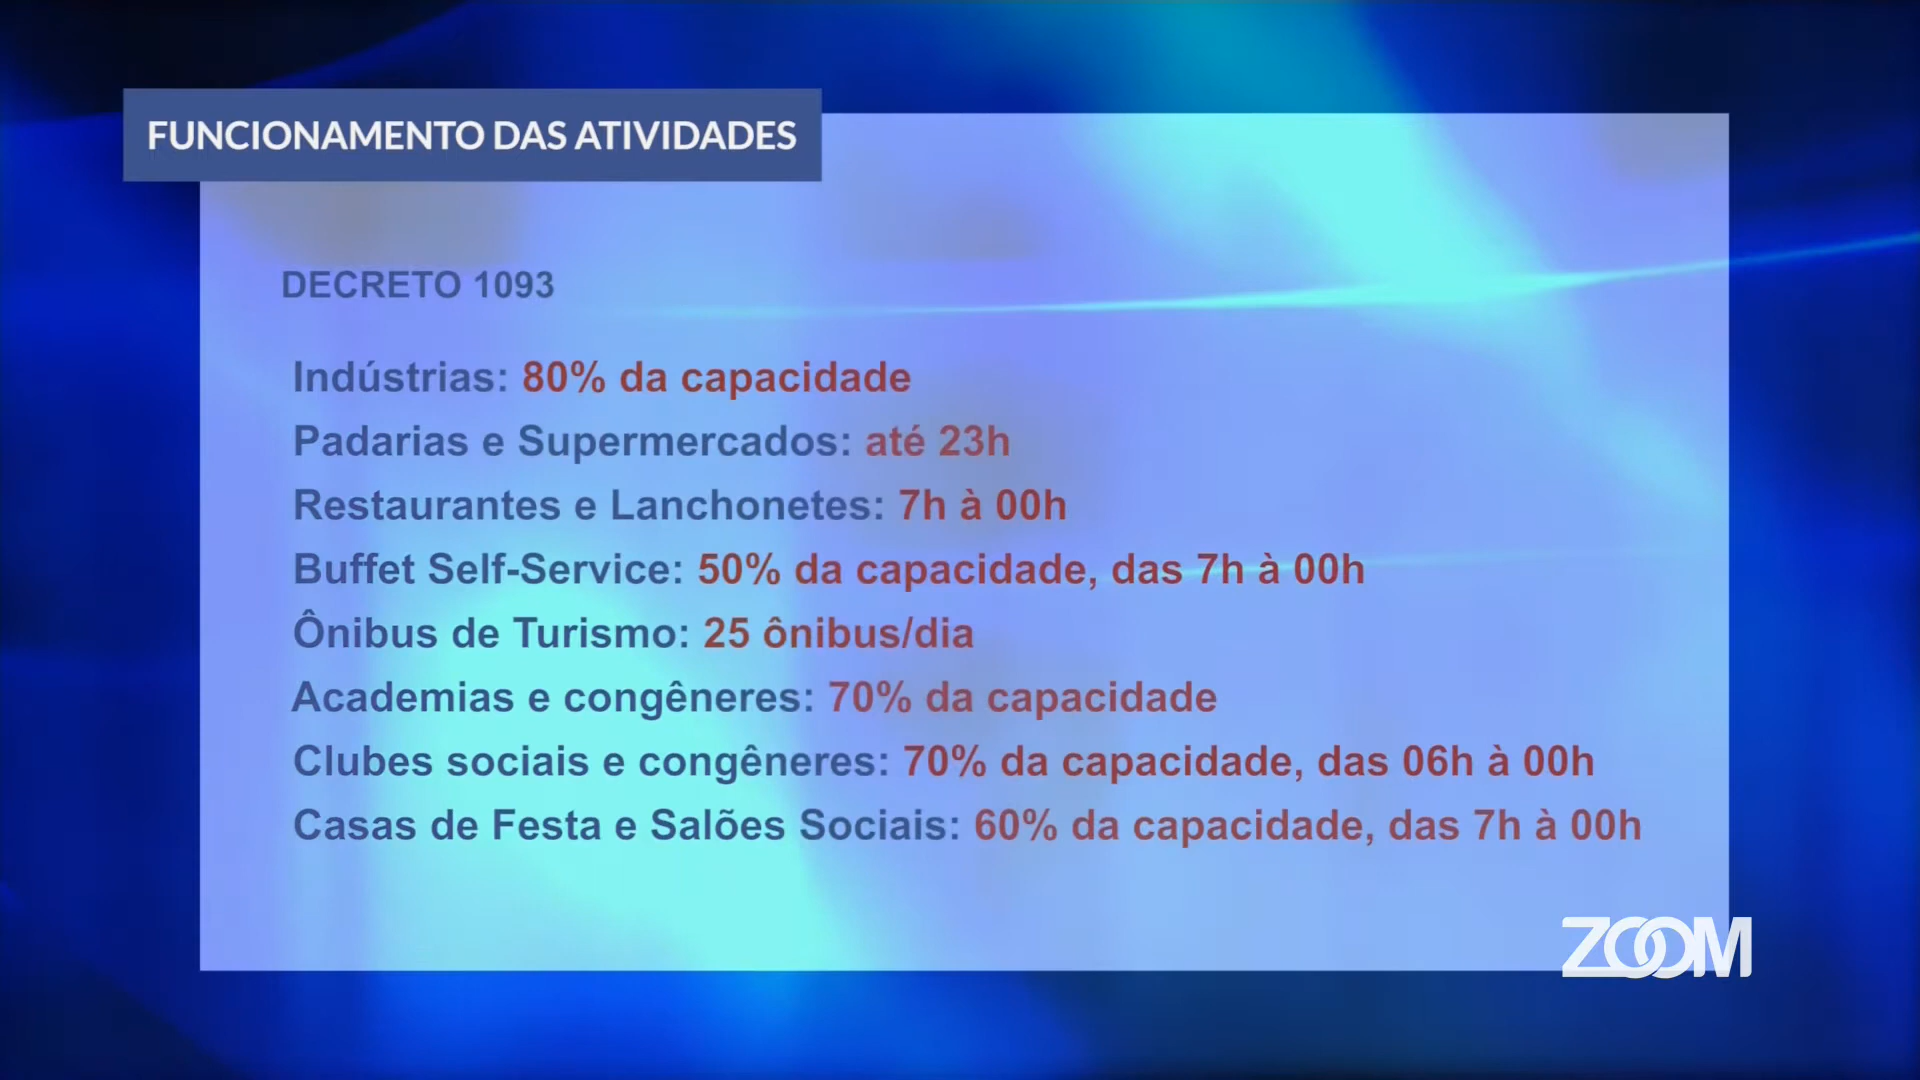 FUNCIONAMENTO DAS ATIVIDADES
DECRETO 1093
Indústrias: 80% da capacidade
Padarias e Supermercados: até 23h
Restaurantes e Lanchonetes: 7h à 00h
Buffet Self-Service: 50% da capacidade, das 7h à 00h
Ônibus de Turismo: 25 ônibus/dia
Academias e congêneres: 70% da capacidade
Clubes sociais e congêneres: 70% da capacidade, das 06h à 00h
Casas de Festa e Salões Sociais: 60% da capacidade, das 7h à 00h
ZOOM